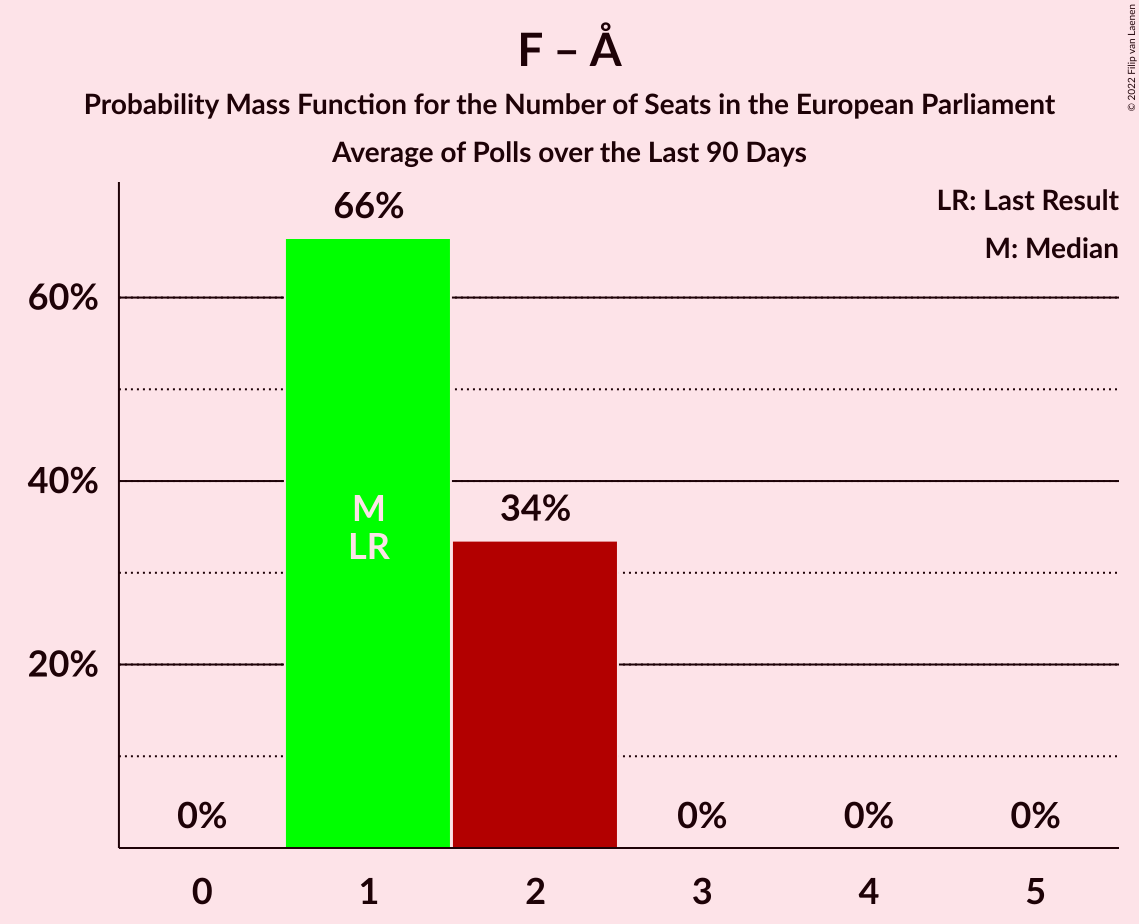 F – Å
Probability Mass Function for the Number of Seats in the European Parliament
Average of Polls over the Last 90 Days
© 2022 Filip van Laenen
LR: Last Result
M: Median
66%
60%
40%
20%
M
LR
34%
0%
0%
0%
0%
0
1
2
3
4
5